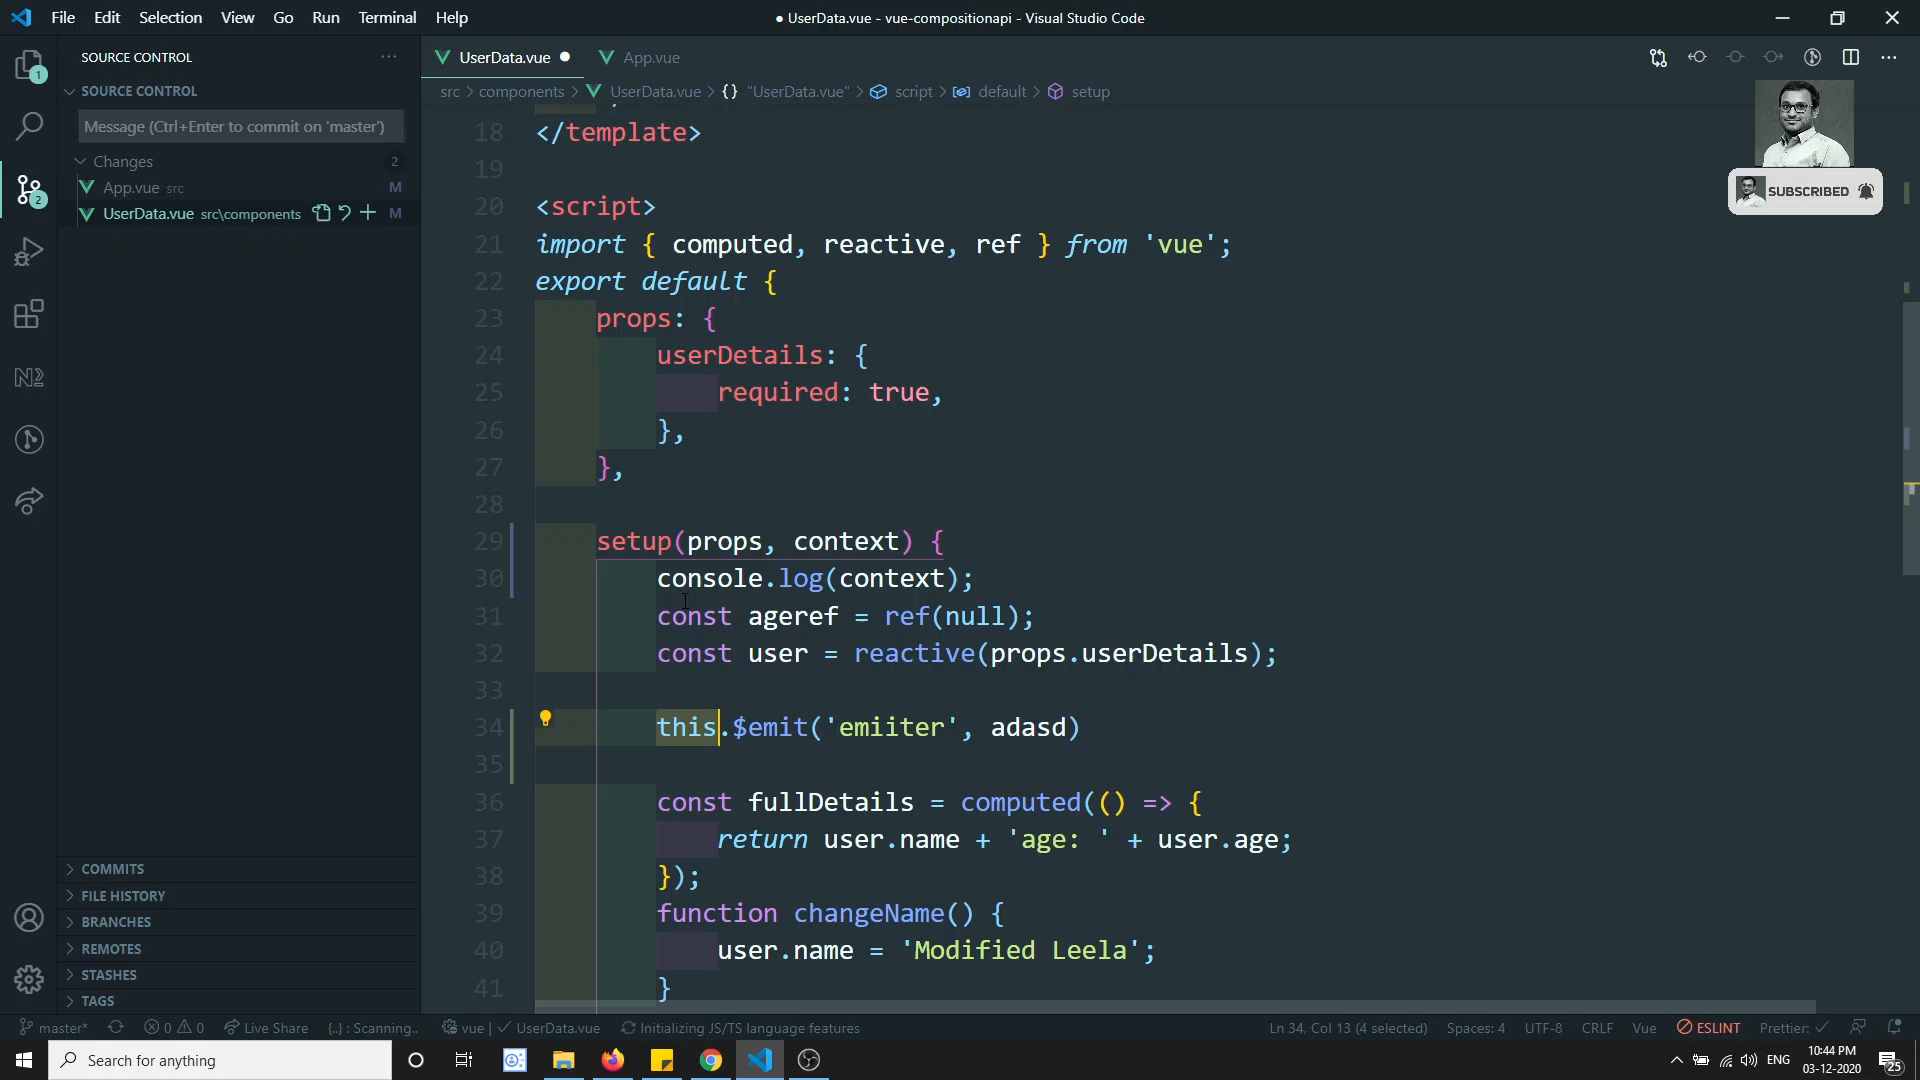 File Edit Selection View Go Run Terminal Help
● UserData.vue - vue-compositionapi - Visual Studio Code
SOURCE CONTROL
UserData.vue
App.vue
SOURCE CONTROL
src > components > UserData.vue > {} "UserData.vue" > script > default > setup
Message (Ctrl+Enter to commit on 'master')
Changes 2
App.vue src M
UserData.vue src\components M
1
2
SUBSCRIBED
18 </template>
19
20 <script>
21 import { computed, reactive, ref } from 'vue';
22 export default {
23 props: {
24 userDetails: {
25 required: true,
26 },
27 },
28
29 setup(props, context) {
30 console.log(context);
31 const ageref = ref(null);
32 const user = reactive(props.userDetails);
33
34 this.$emit('emiiter', adasd)
35
36 const fullDetails = computed(() => {
37 return user.name + 'age: ' + user.age;
38 });
39 function changeName() {
40 user.name = 'Modified Leela';
41 }
COMMITS
FILE HISTORY
BRANCHES
REMOTES
STASHES
TAGS
master* 0 0 Live Share {..} : Scanning.. vue | ✓ UserData.vue Initializing JS/TS language features Ln 34, Col 13 (4 selected) Spaces: 4 UTF-8 CRLF Vue ESLINT Prettier: ✓
Search for anything
ENG
10:44 PM
03-12-2020
25